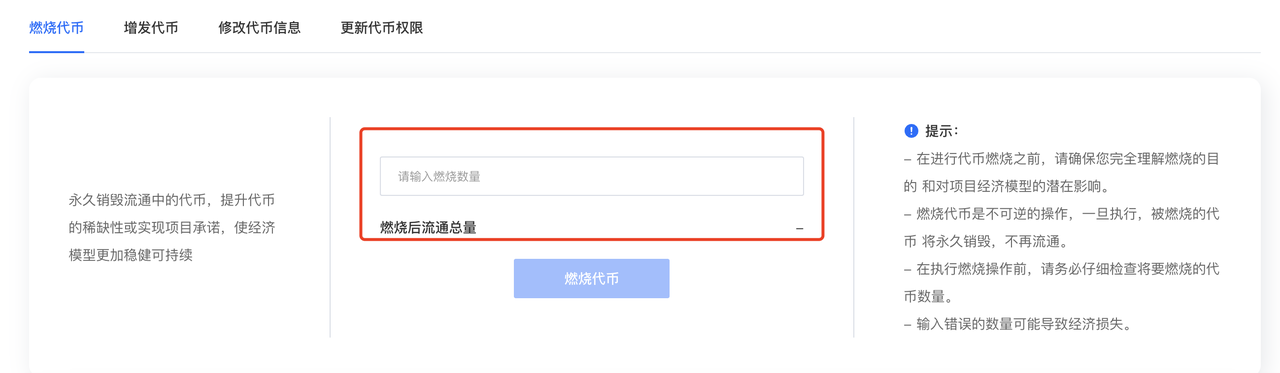 燃烧代币 增发代币 修改代币信息 更新代币权限
永久销毁流通中的代币，提升代币
的稀缺性或实现项目承诺，使经济
模型更加稳健可持续
请输入燃烧数量
燃烧后流通总量 –
燃烧代币
提示：
– 在进行代币燃烧之前，请确保您完全理解燃烧的目
的 和对项目经济模型的潜在影响。
– 燃烧代币是不可逆的操作，一旦执行，被燃烧的代
币 将永久销毁，不再流通。
– 在执行燃烧操作前，请务必仔细检查将要燃烧的代
币数量。
– 输入错误的数量可能导致经济损失。